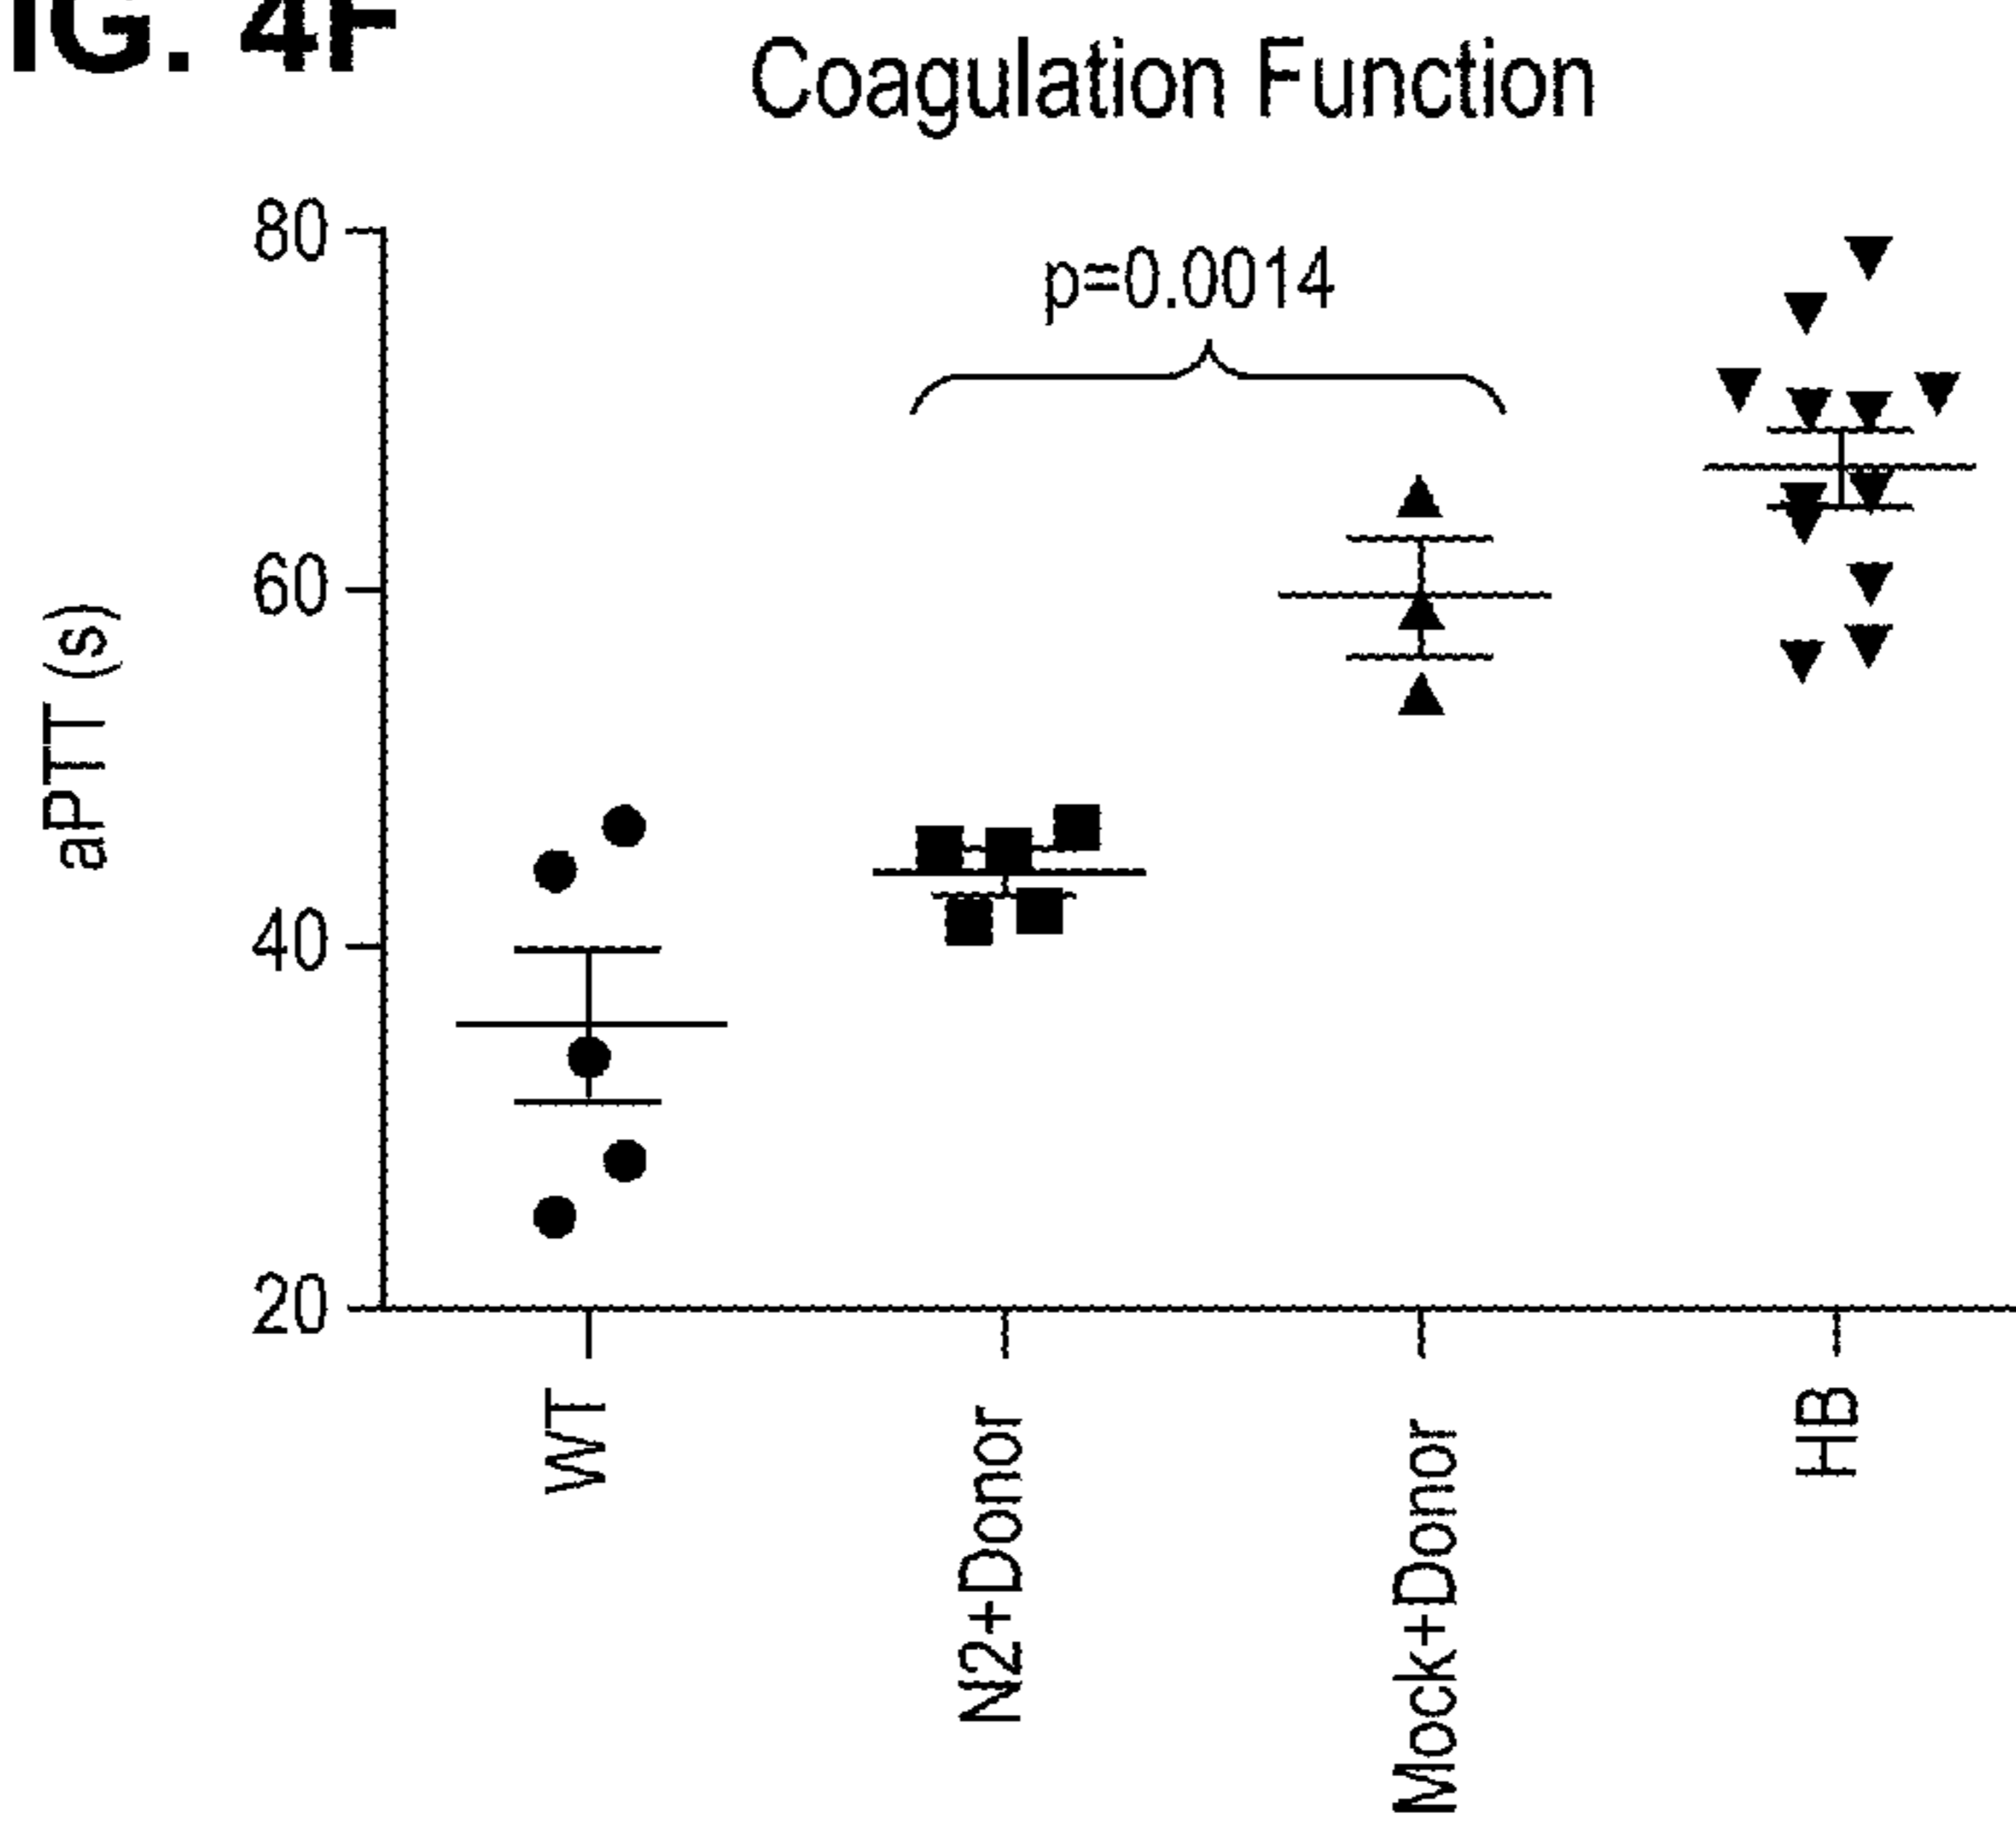 IG. 4F
Coagulation Function
80
60
40
20
aPTT (s)
p=0.0014
WT
N2+Donor
Mock+Donor
HB